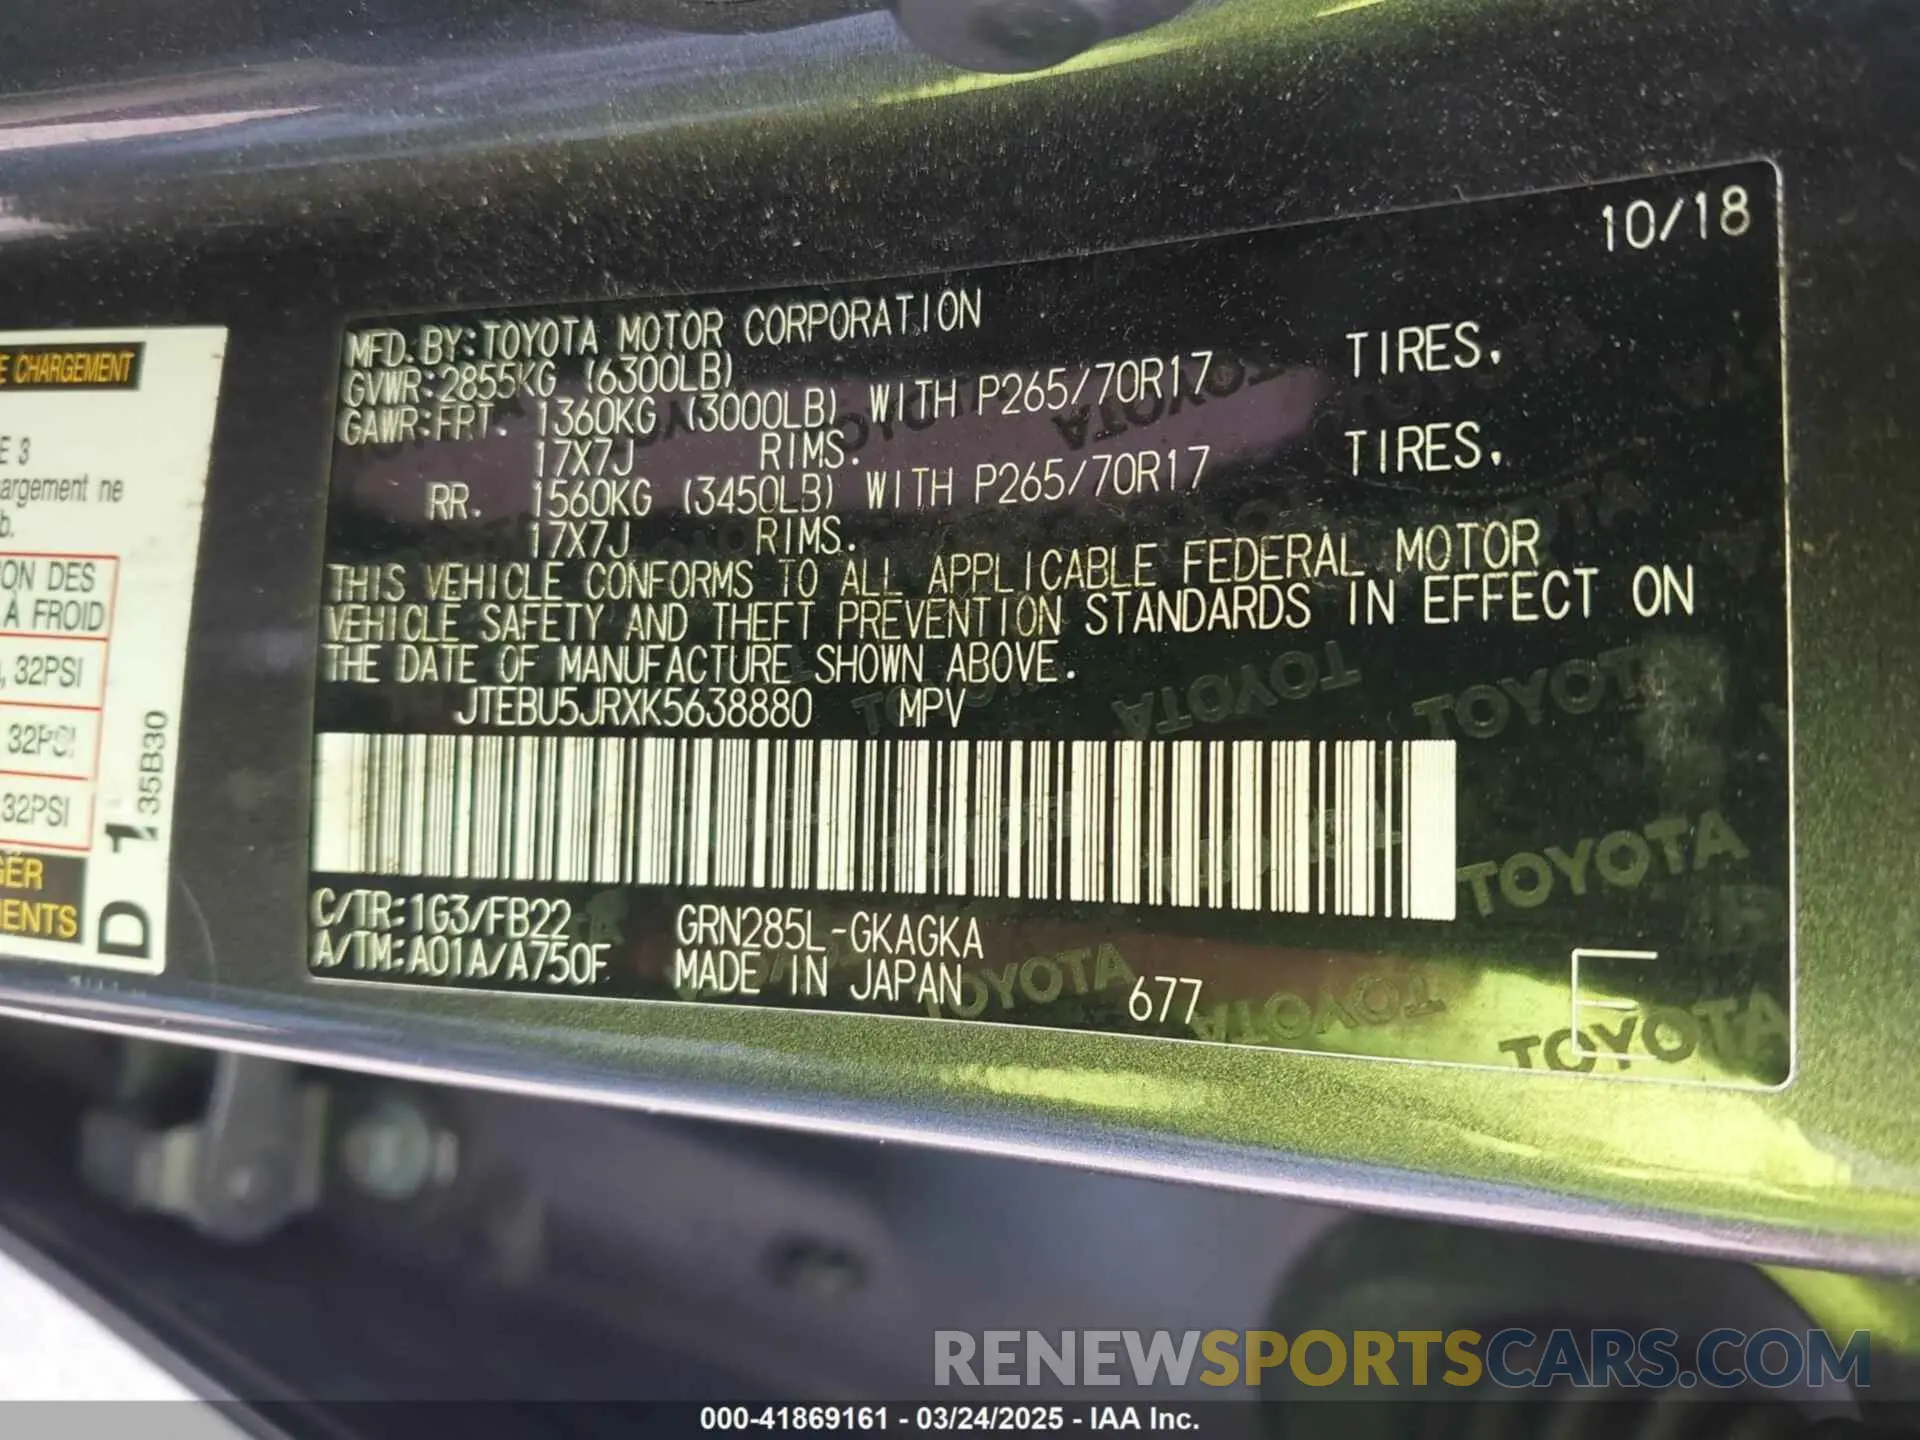 10/18
MFD. BY: TOYOTA MOTOR CORPORATION
GVWR: 2855KG (6300LB)
GAWR: FRT. 1360KG (3000LB) WITH P265/70R17 TIRES.
17X7J RIMS.
RR. 1560KG (3450LB) WITH P265/70R17 TIRES.
17X7J RIMS.
THIS VEHICLE CONFORMS TO ALL APPLICABLE FEDERAL MOTOR
VEHICLE SAFETY AND THEFT PREVENTION STANDARDS IN EFFECT ON
THE DATE OF MANUFACTURE SHOWN ABOVE.
JTEBU5JRXK5638880 MPV
C/TR: 1G3/FB22 GRN285L-GKAGKA
A/TM: A01A/A750F MADE IN JAPAN 677 E
TOYOTA
E CHARGEMENT
E 3
argement ne
b.
ION DES
À FROID
, 32PSI
32PSI
32PSI
GÉR
MENTS
D 1
35B30
RENEWSPORTSCARS.COM
000-41869161 - 03/24/2025 - IAA Inc.